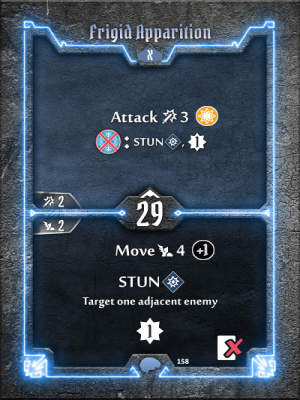 Frigid Apparition
X
Attack 3
: STUN , 1
2
29
2
Move 4 +1
STUN
Target one adjacent enemy
1
158